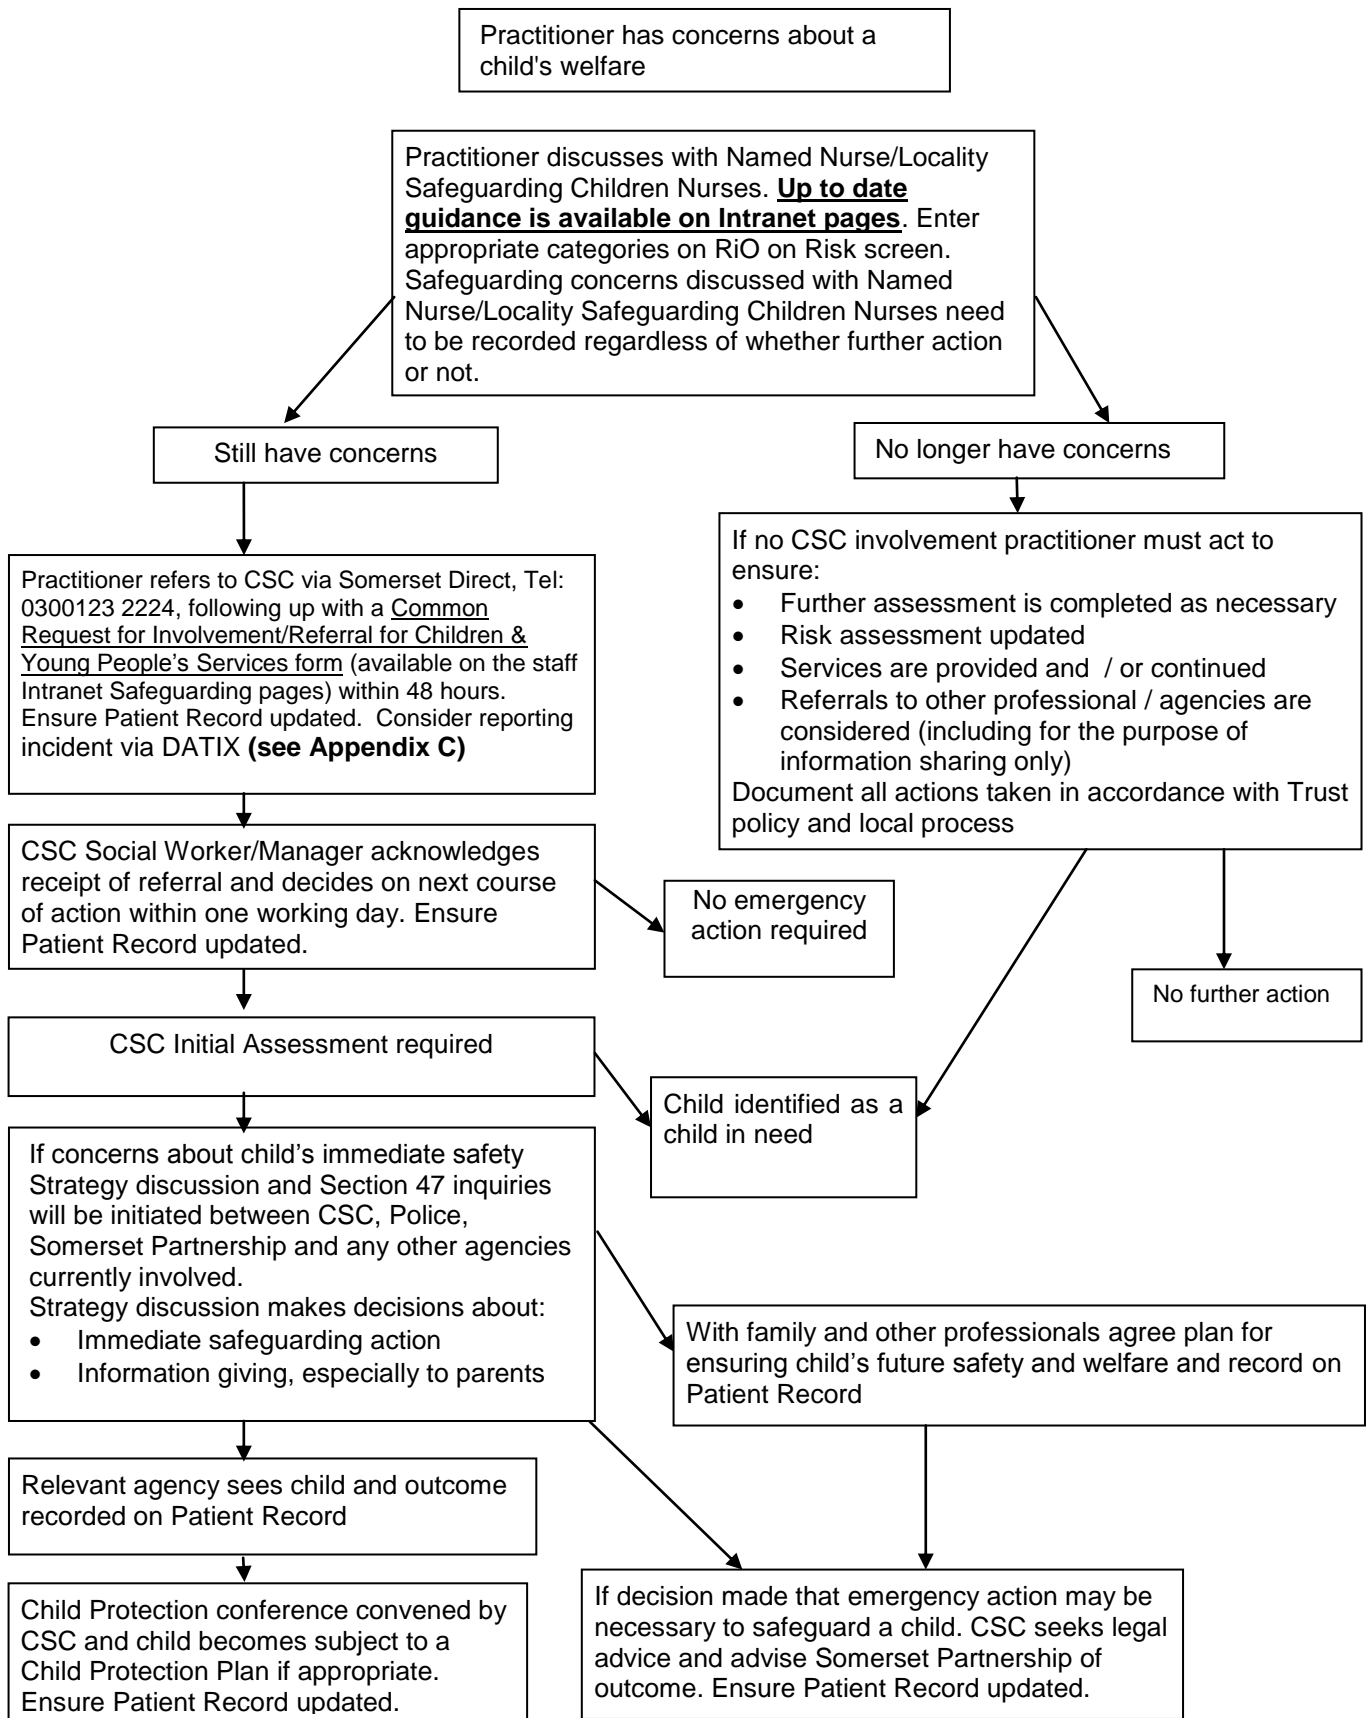 Practitioner has concerns about a
child's welfare
Practitioner discusses with Named Nurse/Locality
Safeguarding Children Nurses. Up to date
guidance is available on Intranet pages. Enter
appropriate categories on RiO on Risk screen.
Safeguarding concerns discussed with Named
Nurse/Locality Safeguarding Children Nurses need
to be recorded regardless of whether further action
or not.
Still have concerns
No longer have concerns
Practitioner refers to CSC via Somerset Direct, Tel:
0300123 2224, following up with a Common
Request for Involvement/Referral for Children &
Young People’s Services form (available on the staff
Intranet Safeguarding pages) within 48 hours.
Ensure Patient Record updated.  Consider reporting
incident via DATIX (see Appendix C)
If no CSC involvement practitioner must act to
ensure:
• Further assessment is completed as necessary
• Risk assessment updated
• Services are provided and  / or continued
• Referrals to other professional / agencies are
considered (including for the purpose of
information sharing only)
Document all actions taken in accordance with Trust
policy and local process
CSC Social Worker/Manager acknowledges
receipt of referral and decides on next course
of action within one working day. Ensure
Patient Record updated.
No emergency
action required
No further action
CSC Initial Assessment required
Child identified as a
child in need
If concerns about child’s immediate safety
Strategy discussion and Section 47 inquiries
will be initiated between CSC, Police,
Somerset Partnership and any other agencies
currently involved.
Strategy discussion makes decisions about:
• Immediate safeguarding action
• Information giving, especially to parents
With family and other professionals agree plan for
ensuring child’s future safety and welfare and record on
Patient Record
Relevant agency sees child and outcome
recorded on Patient Record
Child Protection conference convened by
CSC and child becomes subject to a
Child Protection Plan if appropriate.
Ensure Patient Record updated.
If decision made that emergency action may be
necessary to safeguard a child. CSC seeks legal
advice and advise Somerset Partnership of
outcome. Ensure Patient Record updated.